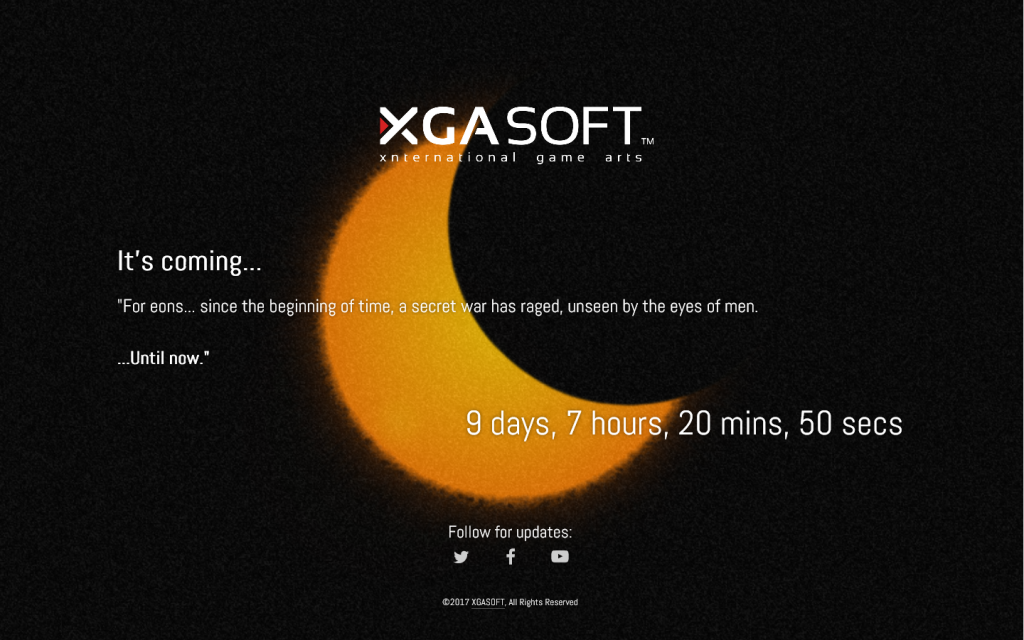 XGASOFT™
xnternational game arts
It's coming...
"For eons... since the beginning of time, a secret war has raged, unseen by the eyes of men.
...Until now."
9 days, 7 hours, 20 mins, 50 secs
Follow for updates:
©2017 XGASOFT, All Rights Reserved